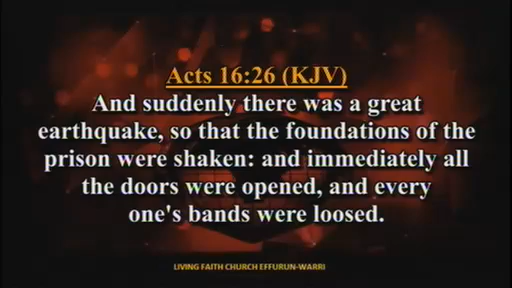 Acts 16:26 (KJV)
And suddenly there was a great
earthquake, so that the foundations of the
prison were shaken: and immediately all
the doors were opened, and every
one's bands were loosed.
LIVING FAITH CHURCH EFFURUN-WARRI